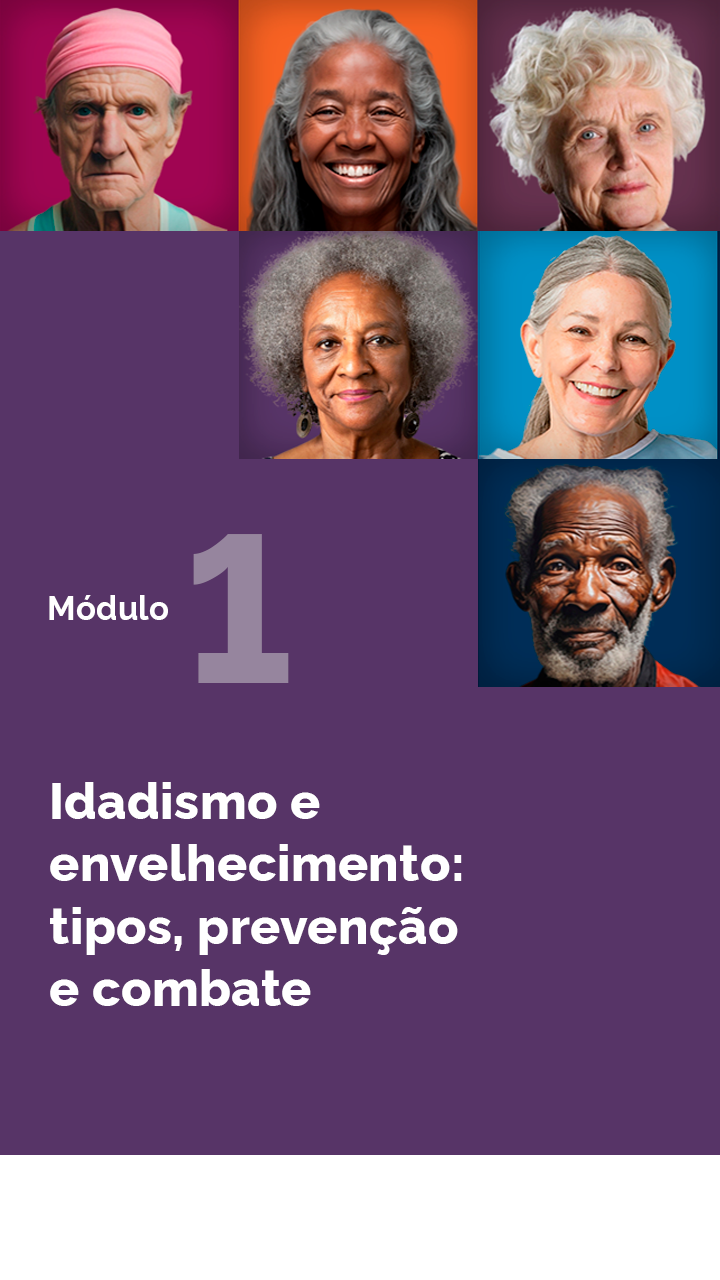 Módulo 1
Idadismo e
envelhecimento:
tipos, prevenção
e combate